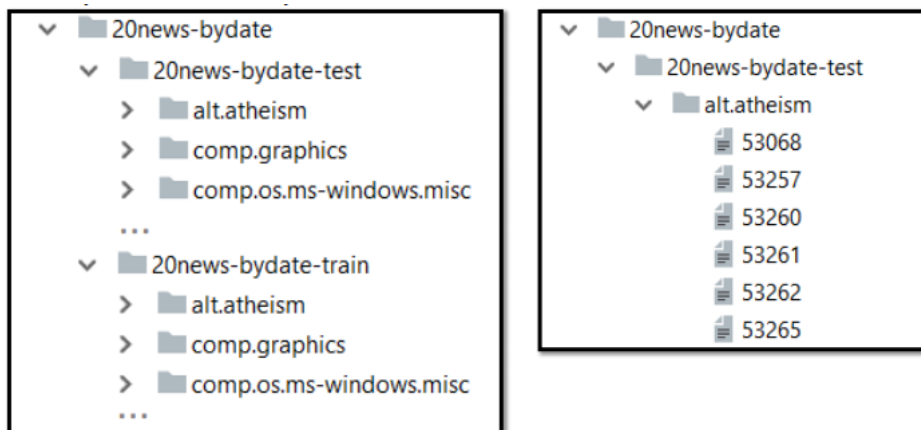 20news-bydate
20news-bydate-test
alt.atheism
comp.graphics
comp.os.ms-windows.misc
...
20news-bydate-train
alt.atheism
comp.graphics
comp.os.ms-windows.misc
...
20news-bydate
20news-bydate-test
alt.atheism
53068
53257
53260
53261
53262
53265